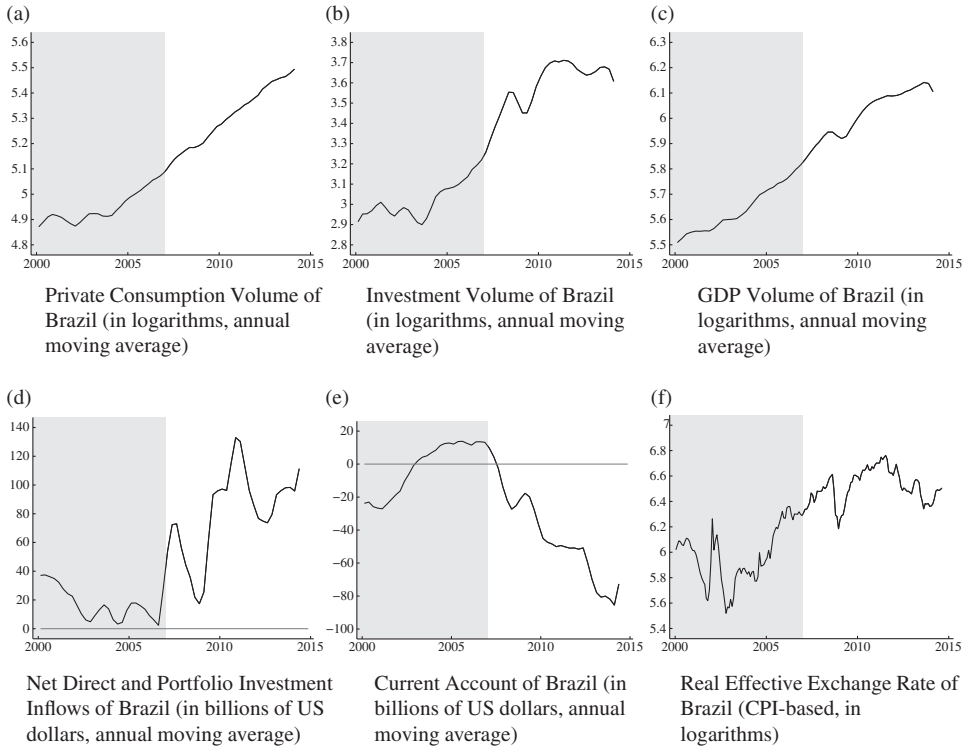 (a)
5.6
5.5
5.4
5.3
5.2
5.1
5
4.9
4.8
2000 2005 2010 2015
Private Consumption Volume of
Brazil (in logarithms, annual
moving average)
(b)
3.8
3.7
3.6
3.5
3.4
3.3
3.2
3.1
3
2.9
2.8
2000 2005 2010 2015
Investment Volume of Brazil
(in logarithms, annual moving
average)
(c)
6.3
6.2
6.1
6
5.9
5.8
5.7
5.6
5.5
2000 2005 2010 2015
GDP Volume of Brazil (in
logarithms, annual moving
average)
(d)
140
120
100
80
60
40
20
0
2000 2005 2010 2015
Net Direct and Portfolio Investment
Inflows of Brazil (in billions of US
dollars, annual moving average)
(e)
20
0
−20
−40
−60
−80
−100
2000 2005 2010 2015
Current Account of Brazil (in
billions of US dollars, annual
moving average)
(f)
7
6.6
6.4
6.2
6
5.8
5.6
5.4
2000 2005 2010 2015
Real Effective Exchange Rate of
Brazil (CPI-based, in
logarithms)